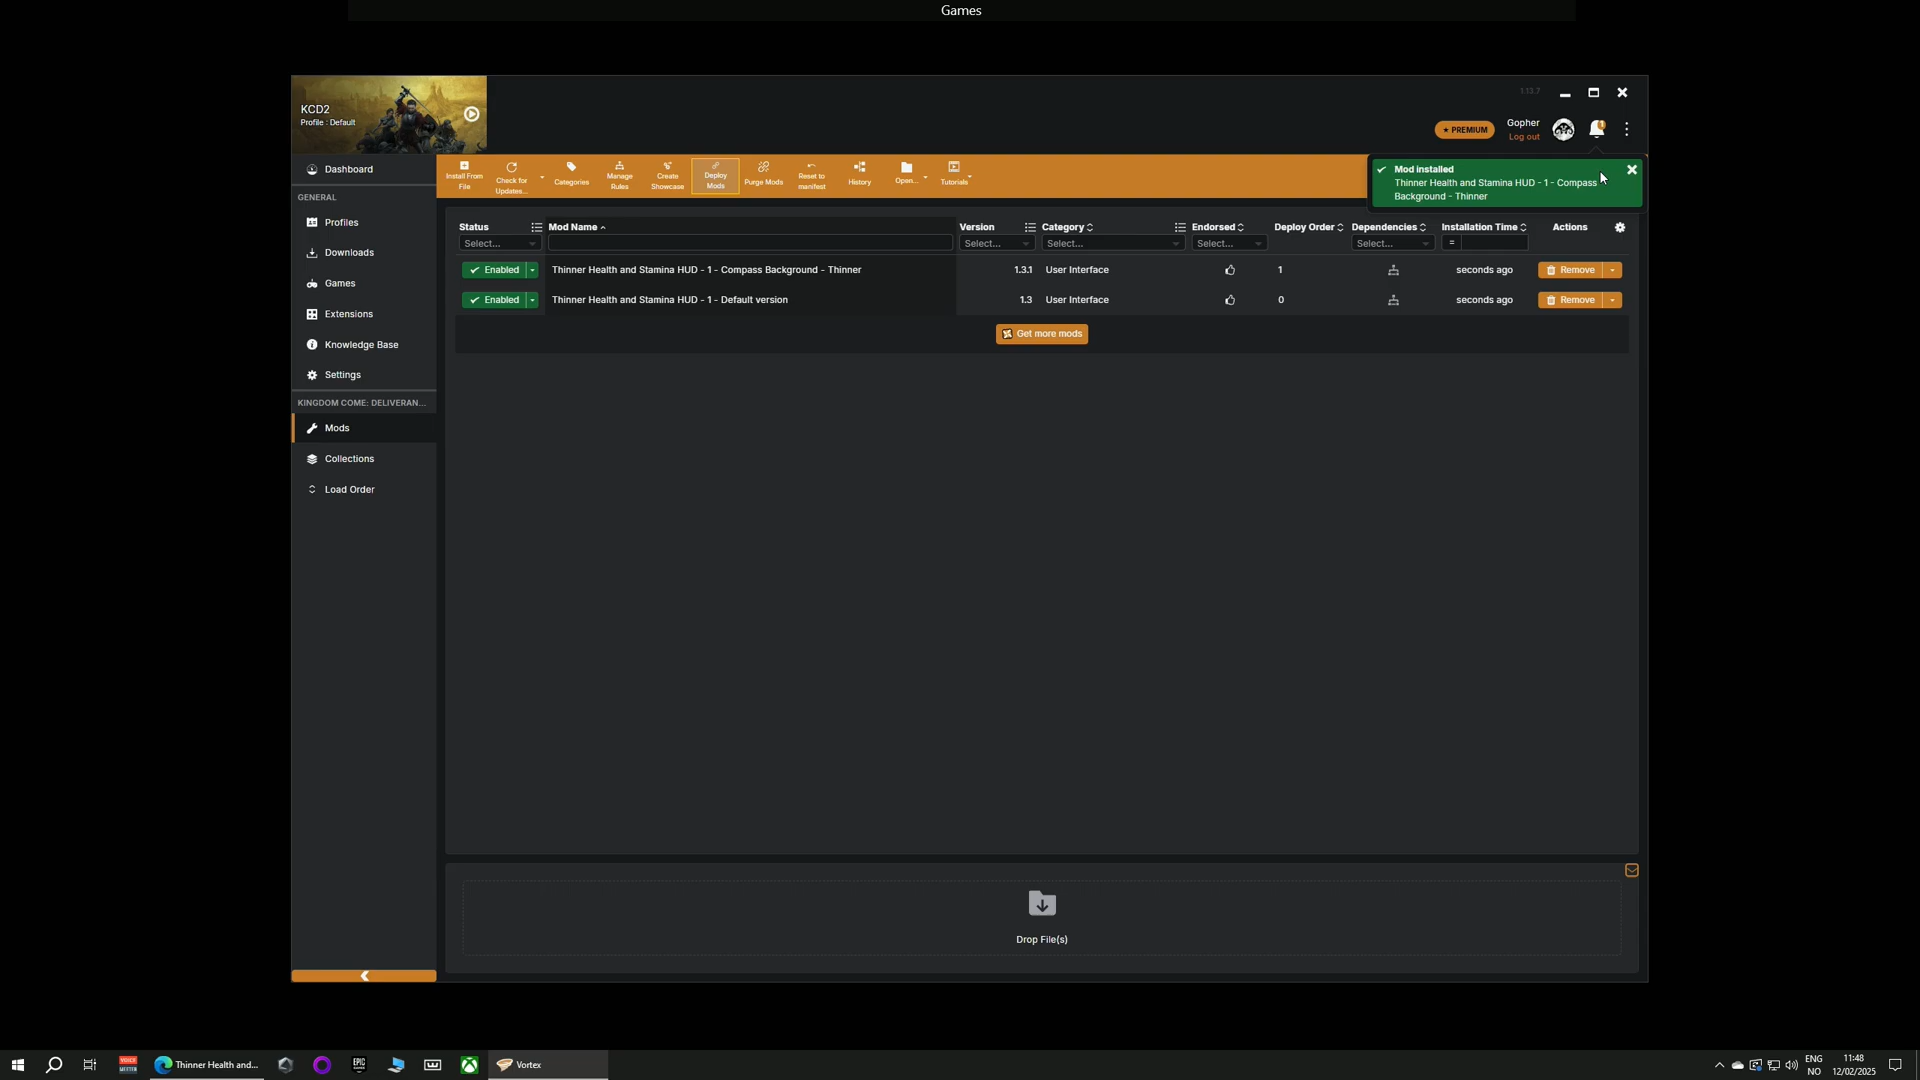 Games
KCD2
Profile : Default
1.13.7
PREMIUM
Gopher
Log out
1
Dashboard
GENERAL
Profiles
Downloads
Games
Extensions
Knowledge Base
Settings
KINGDOM COME: DELIVERAN...
Mods
Collections
Load Order
Install From
File
Check for
Updates...
Categories
Manage
Rules
Create
Showcase
Deploy
Mods
Purge Mods
Reset to
manifest
History
Open...
Tutorials
Mod installed
Thinner Health and Stamina HUD - 1 - Compass
Background - Thinner
Status
Mod Name
Version
Category
Endorsed
Deploy Order
Dependencies
Installation Time
Actions
Select...
Select...
Select...
Select...
Select...
=
Enabled
Thinner Health and Stamina HUD - 1 - Compass Background - Thinner
1.3.1
User Interface
1
seconds ago
Remove
Enabled
Thinner Health and Stamina HUD - 1 - Default version
1.3
User Interface
0
seconds ago
Remove
Get more mods
Drop File(s)
VOICE
MEETER
Thinner Health and...
EPIC
GAMES
Vortex
ENG
NO
11:48
12/02/2025